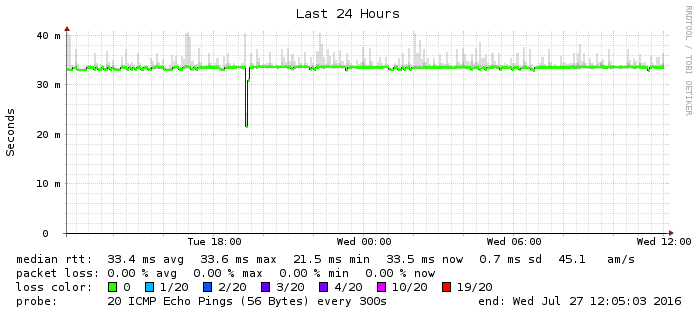 Last 24 Hours
RRDTOOL / TOBI OETIKER
Seconds
40 m
30 m
20 m
10 m
0
Tue 18:00 Wed 00:00 Wed 06:00 Wed 12:00
median rtt: 33.4 ms avg 33.6 ms max 21.5 ms min 33.5 ms now 0.7 ms sd 45.1 am/s
packet loss: 0.00 % avg 0.00 % max 0.00 % min 0.00 % now
loss color: 0 1/20 2/20 3/20 4/20 10/20 19/20
probe: 20 ICMP Echo Pings (56 Bytes) every 300s end: Wed Jul 27 12:05:03 2016